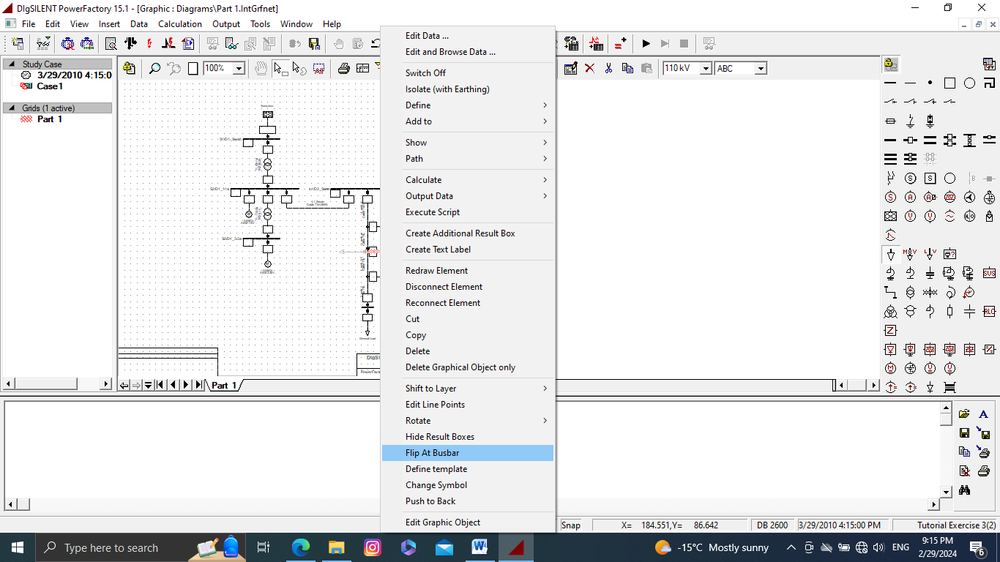 DIgSILENT PowerFactory 15.1 - [Graphic : Diagrams\Part 1.IntGrfnet]
File Edit View Insert Data Calculation Output Tools Window Help
Study Case
3/29/2010 4:15:0
Case1
Grids (1 active)
Part 1
100%
110 kV
ABC
Edit Data ...
Edit and Browse Data ...
Switch Off
Isolate (with Earthing)
Define
Add to
Show
Path
Calculate
Output Data
Execute Script
Create Additional Result Box
Create Text Label
Redraw Element
Disconnect Element
Reconnect Element
Cut
Copy
Delete
Delete Graphical Object only
Shift to Layer
Edit Line Points
Rotate
Hide Result Boxes
Flip At Busbar
Define template
Change Symbol
Push to Back
Edit Graphic Object
General Load
DIgSI
PowerFac
Part 1
SVS
RLC
Snap
X= 184.551,Y= 86.642
DB 2600
3/29/2010 4:15:00 PM
Tutorial Exercise 3(2)
Type here to search
-15°C Mostly sunny
ENG
9:15 PM
2/29/2024
6